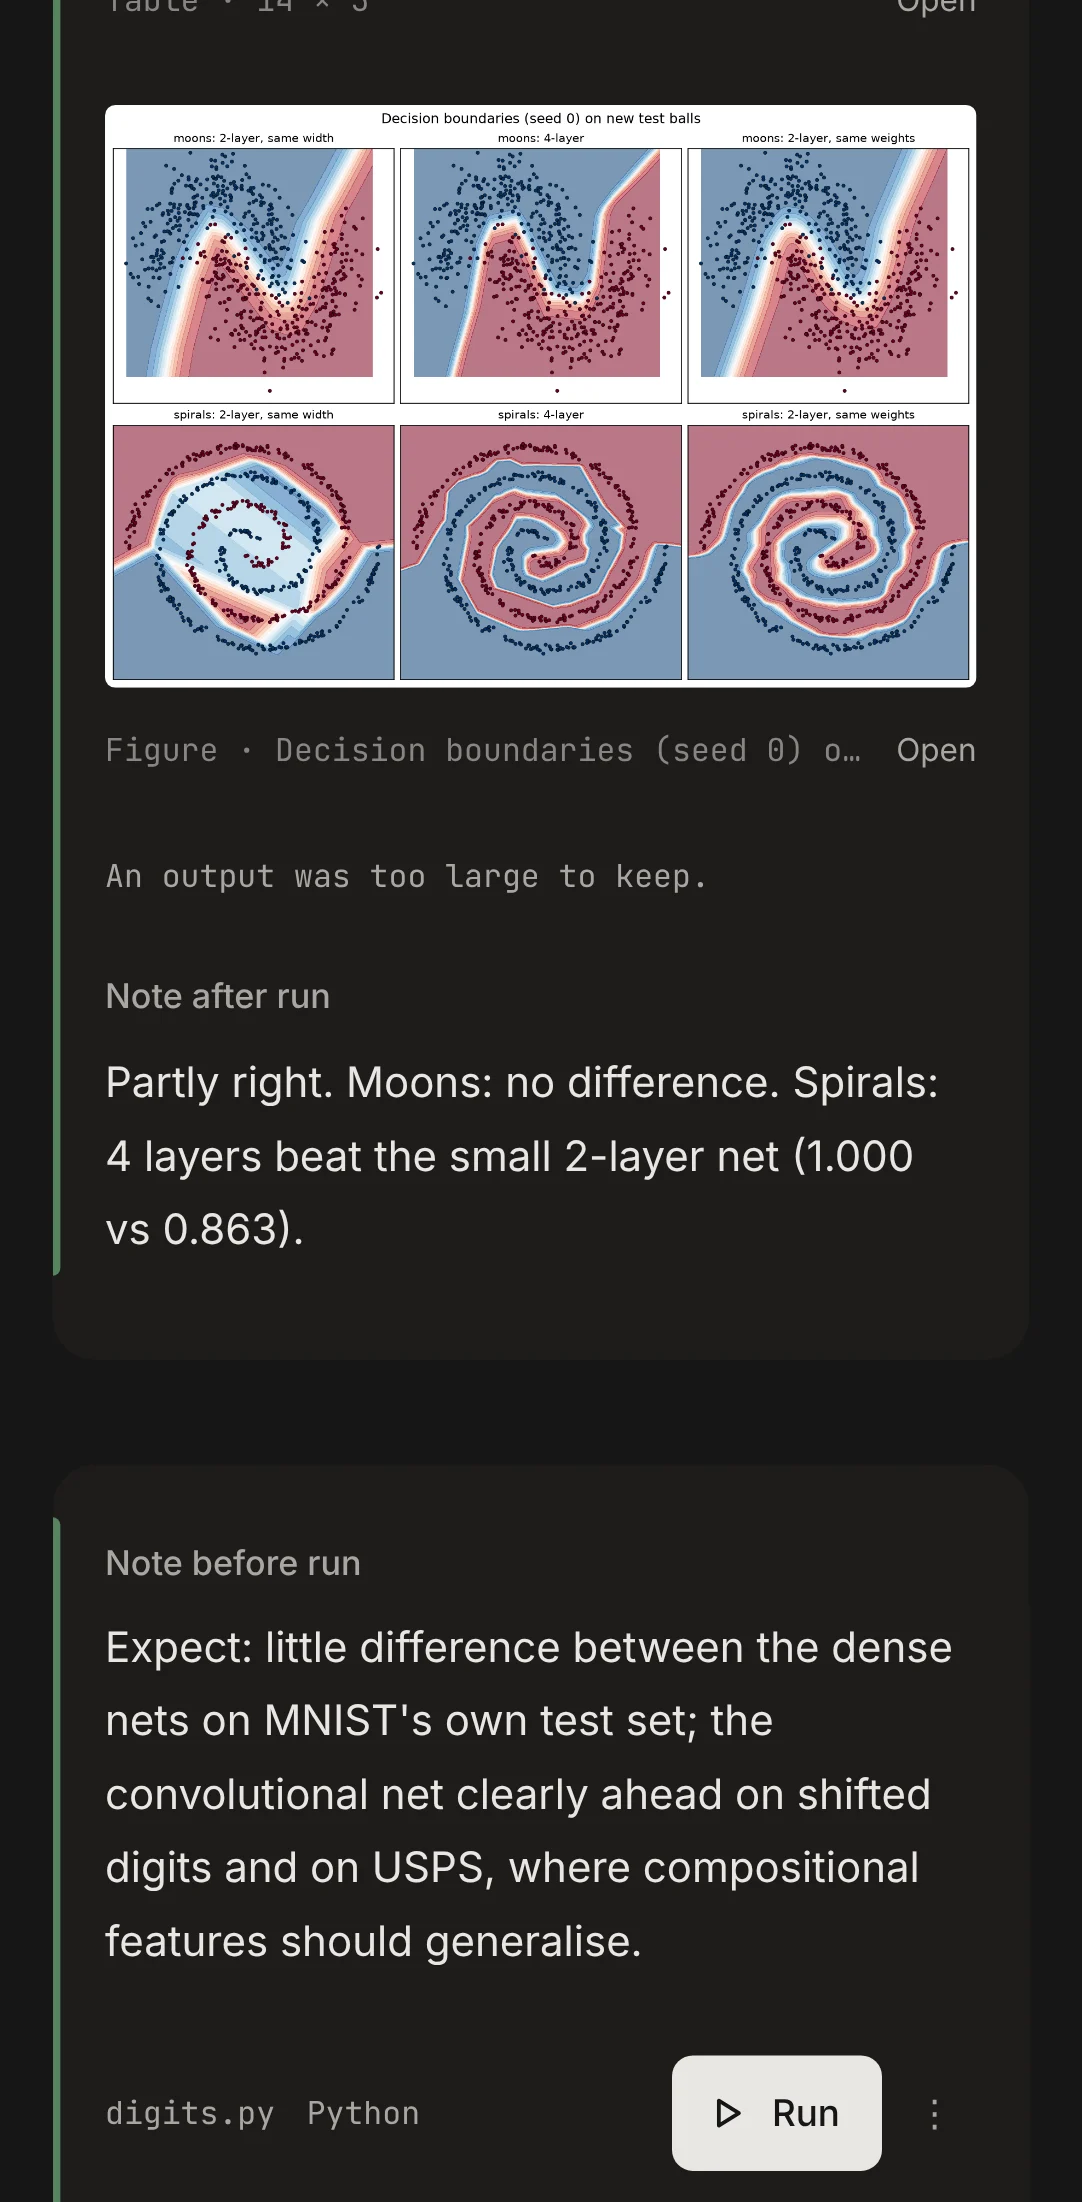 Table · 14 × 5
Open
Decision boundaries (seed 0) on new test balls
moons: 2-layer, same width
moons: 4-layer
moons: 2-layer, same weights
spirals: 2-layer, same width
spirals: 4-layer
spirals: 2-layer, same weights
Figure · Decision boundaries (seed 0) o…
Open
An output was too large to keep.
Note after run
Partly right. Moons: no difference. Spirals:
4 layers beat the small 2-layer net (1.000
vs 0.863).
Note before run
Expect: little difference between the dense
nets on MNIST's own test set; the
convolutional net clearly ahead on shifted
digits and on USPS, where compositional
features should generalise.
digits.py Python
Run